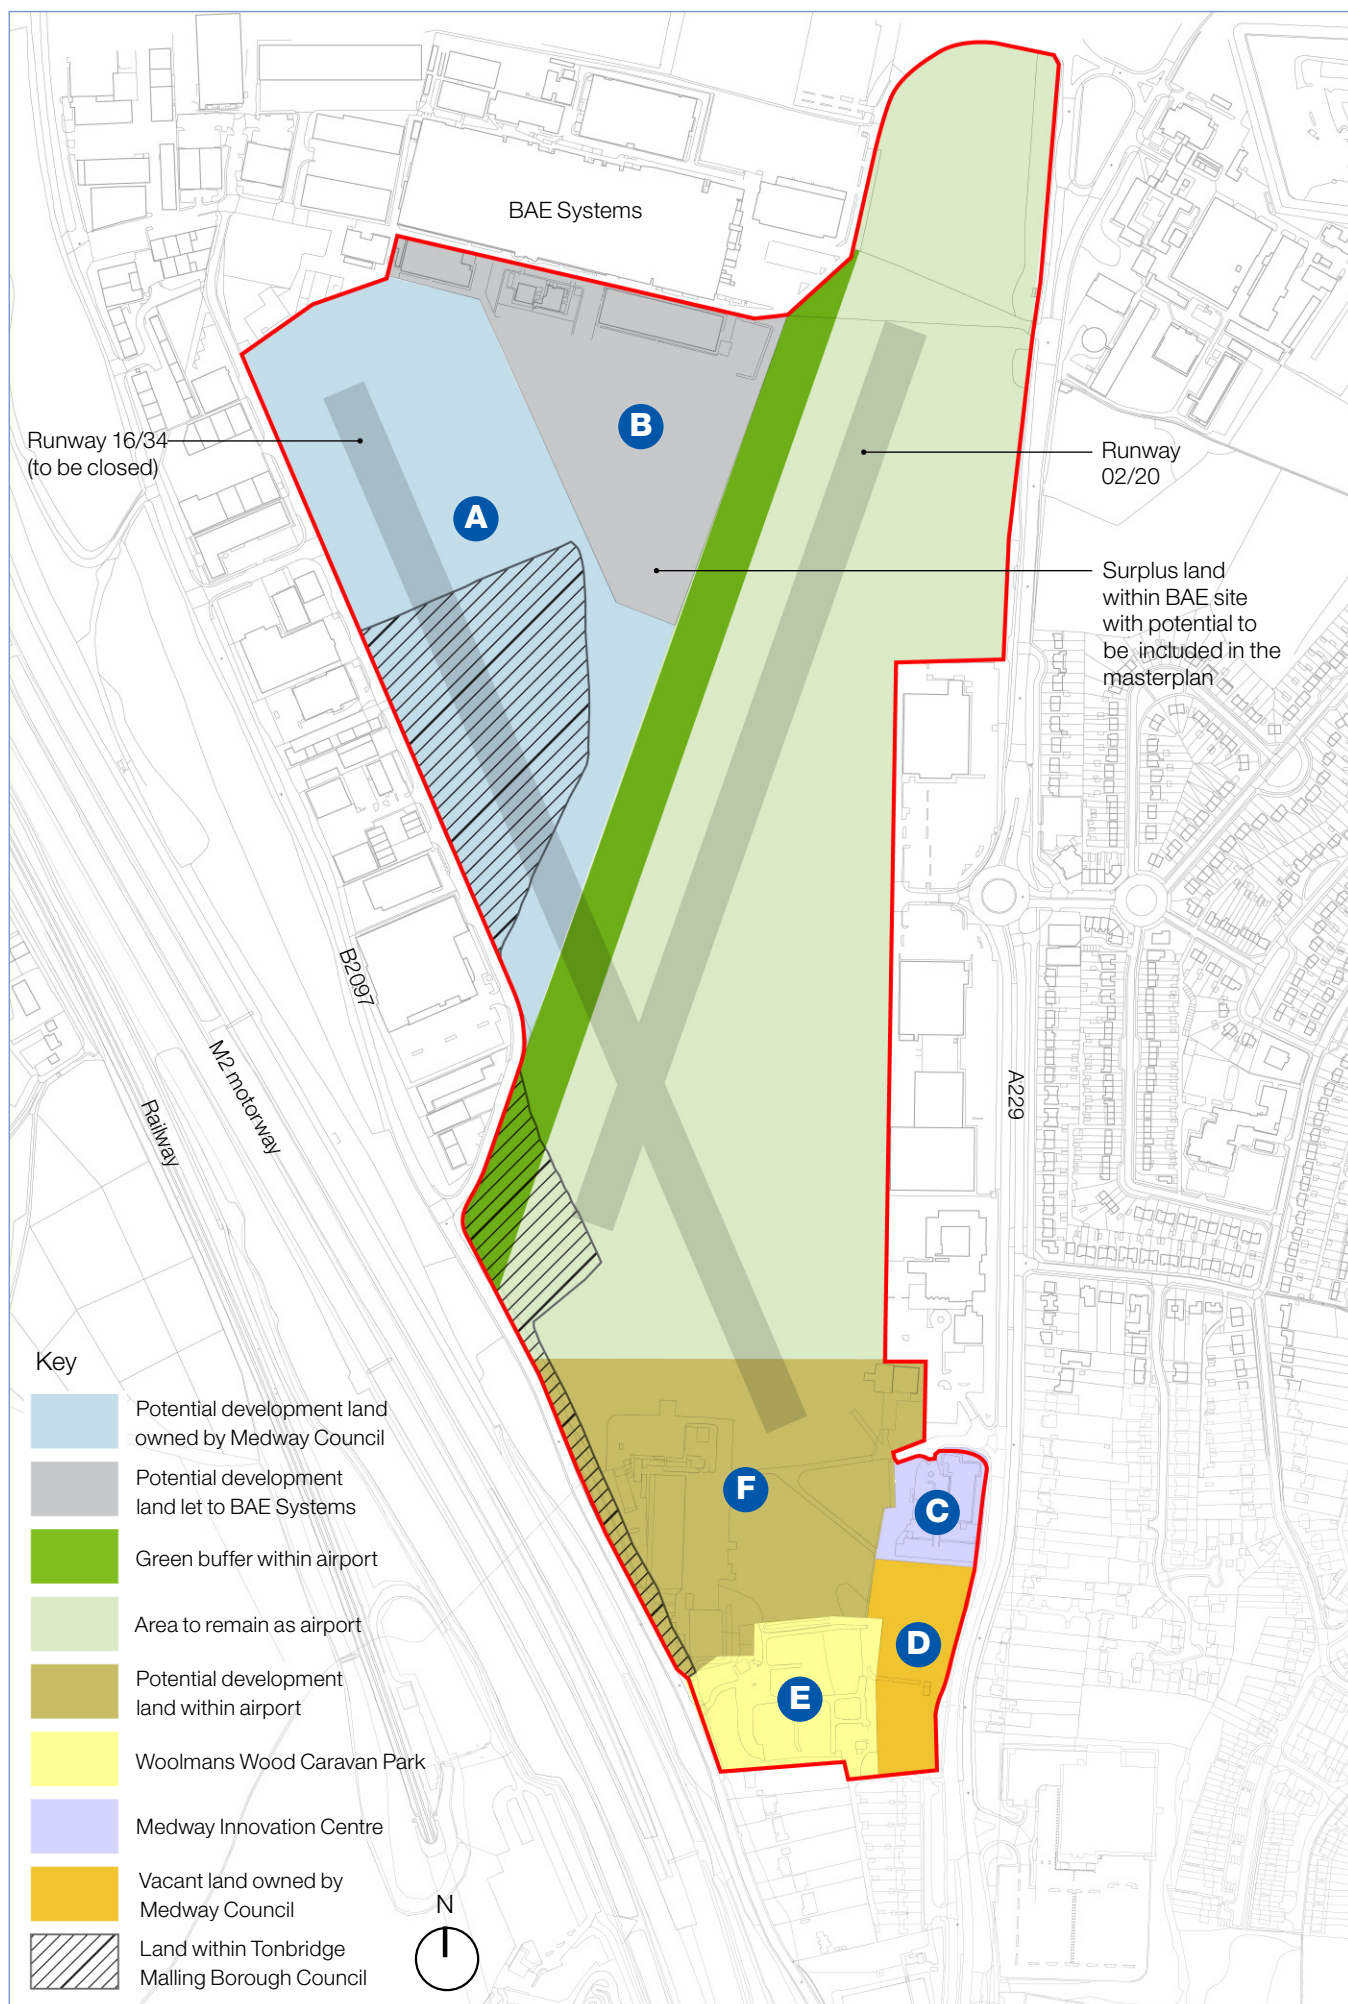 BAE Systems
Runway 16/34
(to be closed)
B
Runway
02/20
A
Surplus land
within BAE site
with potential to
be included in the
masterplan
B2097
M2 motorway
Railway
A229
F
C
D
E
Key
Potential development land
owned by Medway Council
Potential development
land let to BAE Systems
Green buffer within airport
Area to remain as airport
Potential development
land within airport
Woolmans Wood Caravan Park
Medway Innovation Centre
Vacant land owned by
Medway Council
Land within Tonbridge
Malling Borough Council
N